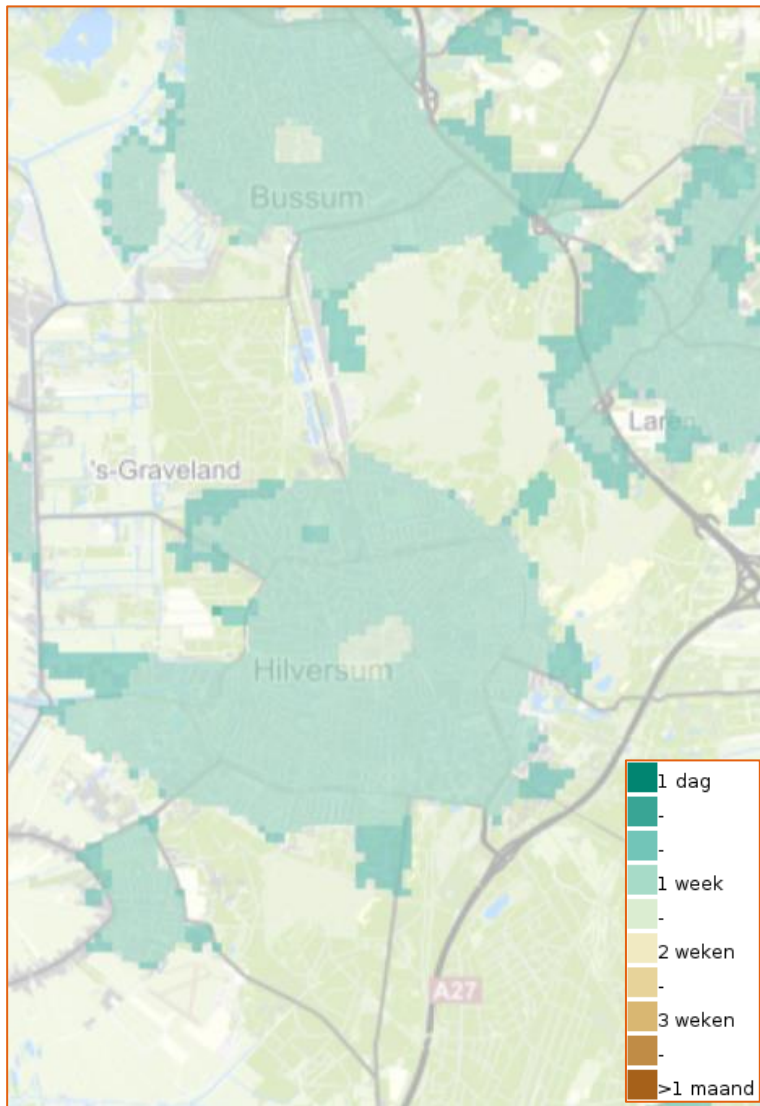 Bussum
Laren
's-Graveland
Hilversum
A27
1 dag
-
-
1 week
-
2 weken
-
3 weken
-
>1 maand